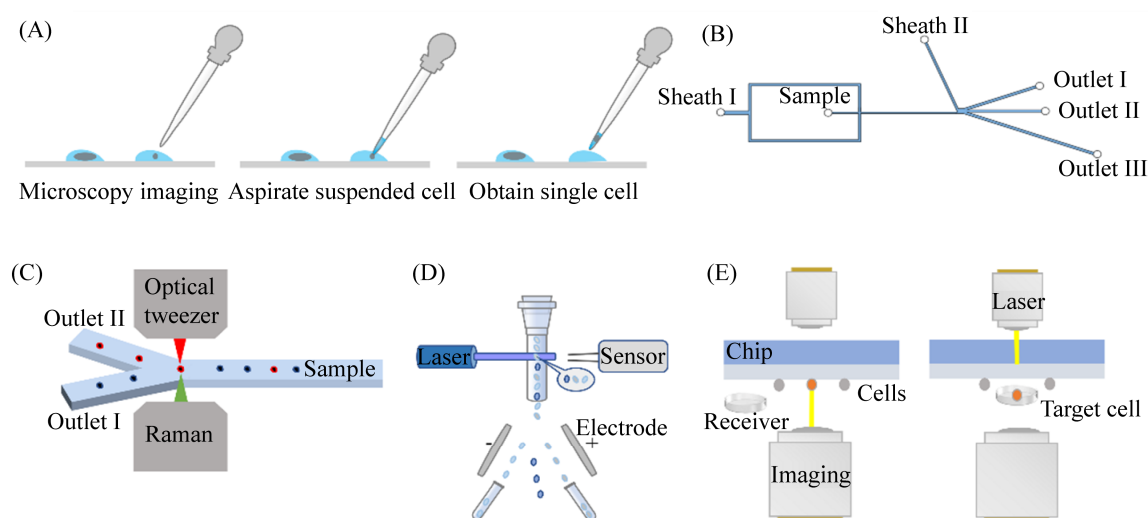 (A)
Microscopy imaging
Aspirate suspended cell
Obtain single cell
(B)
Sheath II
Sheath I
Sample
Outlet I
Outlet II
Outlet III
(C)
Optical
tweezer
Outlet II
Sample
Outlet I
Raman
(D)
Laser
Sensor
Electrode
-
+
(E)
Laser
Chip
Cells
Receiver
Target cell
Imaging